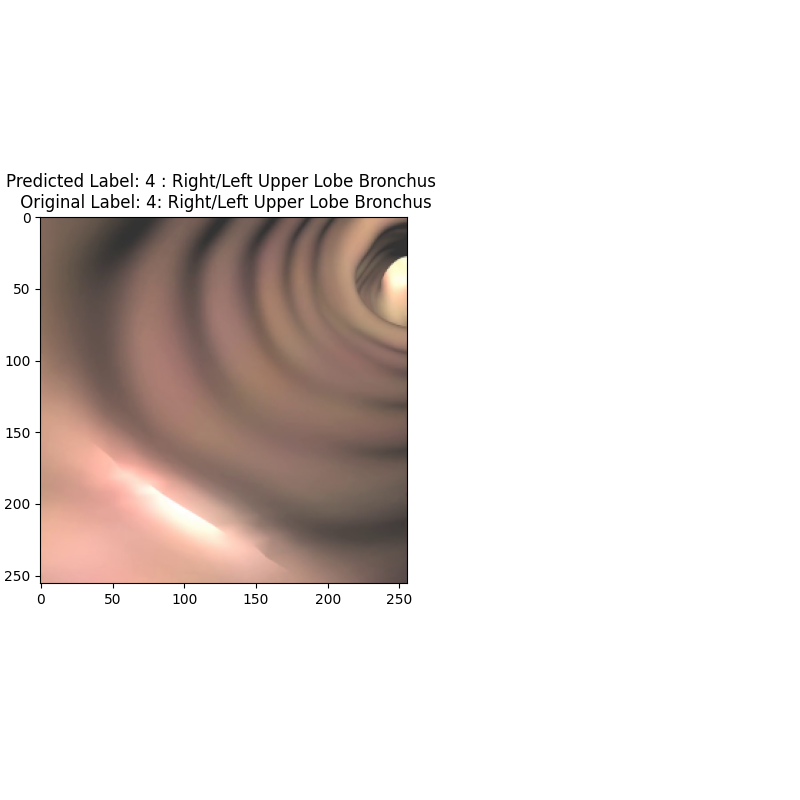 Predicted Label: 4 : Right/Left Upper Lobe Bronchus
Original Label: 4: Right/Left Upper Lobe Bronchus
0
50
100
150
200
250
0 50 100 150 200 250